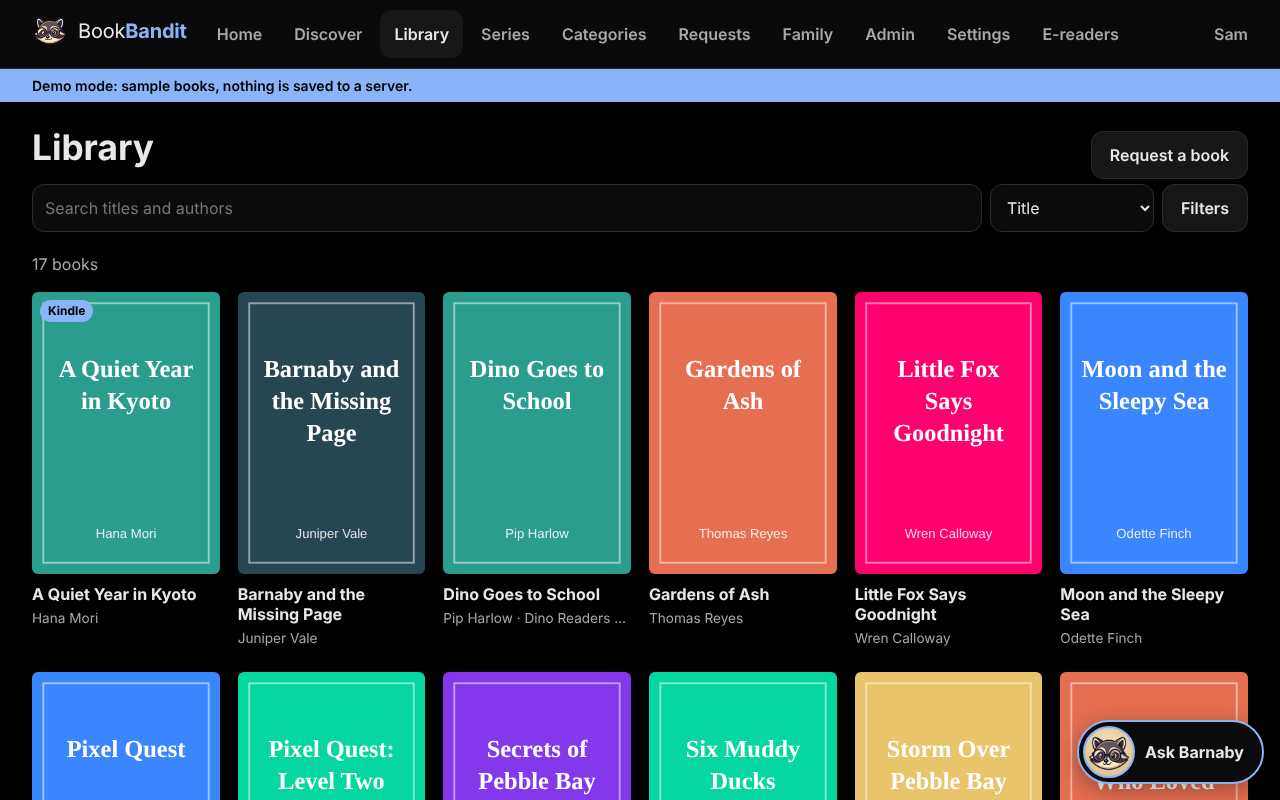 BookBandit
Home
Discover
Library
Series
Categories
Requests
Family
Admin
Settings
E-readers
Sam
Demo mode: sample books, nothing is saved to a server.
Library
Request a book
Search titles and authors
Title
Filters
17 books
Kindle
A Quiet Year
in Kyoto
Hana Mori
Barnaby and
the Missing
Page
Juniper Vale
Dino Goes to
School
Pip Harlow
Gardens of
Ash
Thomas Reyes
Little Fox
Says
Goodnight
Wren Calloway
Moon and the
Sleepy Sea
Odette Finch
A Quiet Year in Kyoto
Hana Mori
Barnaby and the
Missing Page
Juniper Vale
Dino Goes to School
Pip Harlow · Dino Readers ...
Gardens of Ash
Thomas Reyes
Little Fox Says
Goodnight
Wren Calloway
Moon and the Sleepy
Sea
Odette Finch
Pixel Quest
Pixel Quest:
Level Two
Secrets of
Pebble Bay
Six Muddy
Ducks
Storm Over
Pebble Bay
Who Loved
Ask Barnaby